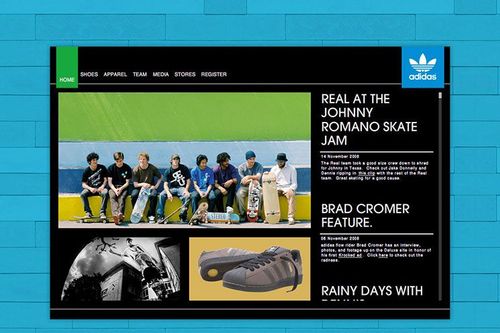 HOME
SHOES APPAREL TEAM MEDIA STORES REGISTER
adidas
REAL AT THE
JOHNNY
ROMANO SKATE
JAM
14 November 2008
The Real team took a good size crew down to shred
for Johnny in Texas. Check out Jake Donnelly and
Dennis ripping in this clip with the rest of the Real
team. Great skating for a good cause.
BRAD CROMER
FEATURE.
06 November 2008
adidas flow rider Brad Cromer has an interview,
photos, and footage up on the Deluxe site in honor of
his first Krooked ad. Click here to check out the
radness.
RAINY DAYS WITH